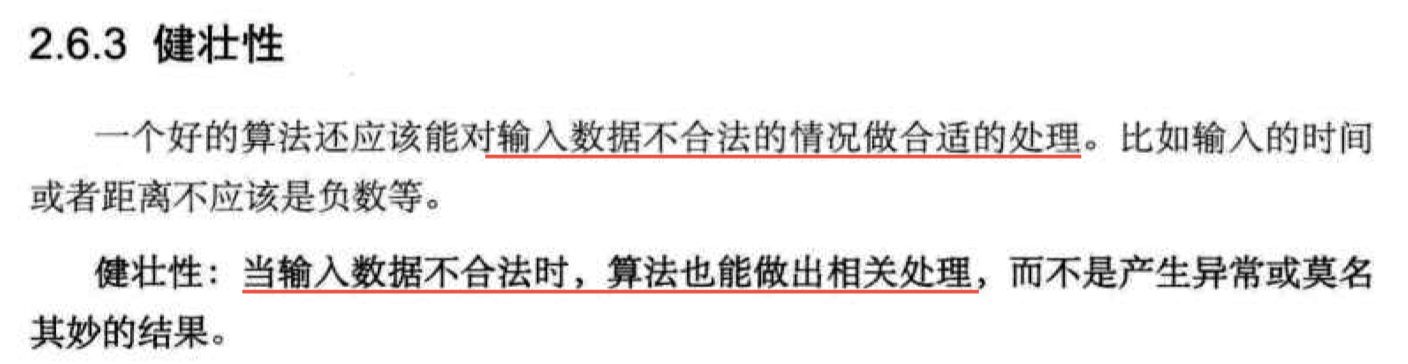 2.6.3 健壮性
一个好的算法还应该能对输入数据不合法的情况做合适的处理。比如输入的时间
或者距离不应该是负数等。
健壮性：当输入数据不合法时，算法也能做出相关处理，而不是产生异常或莫名
其妙的结果。